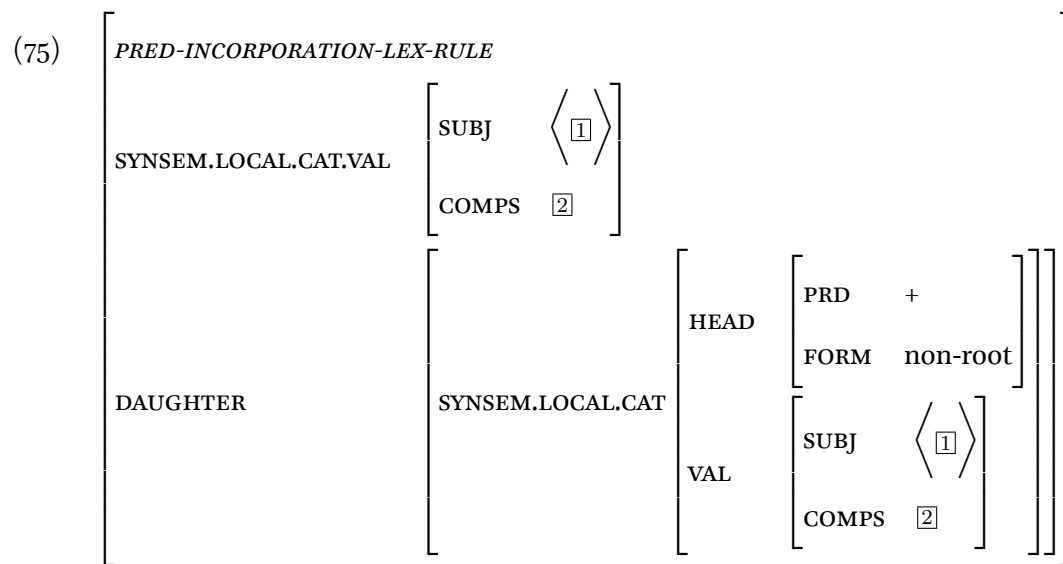 (75)
PRED-INCORPORATION-LEX-RULE
SUBJ ⟨ 1 ⟩
SYNSEM.LOCAL.CAT.VAL
COMPS 2
PRD +
HEAD
FORM non-root
DAUGHTER SYNSEM.LOCAL.CAT
SUBJ ⟨ 1 ⟩
VAL
COMPS 2